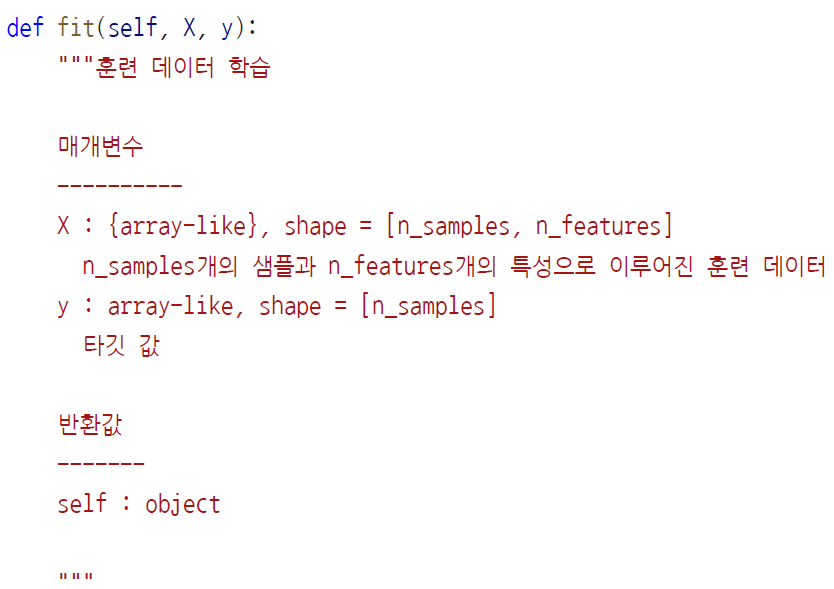 def fit(self, X, y):
"""훈련 데이터 학습
매개변수
----------
X : {array-like}, shape = [n_samples, n_features]
n_samples개의 샘플과 n_features개의 특성으로 이루어진 훈련 데이터
y : array-like, shape = [n_samples]
타깃 값
반환값
-------
self : object
"""